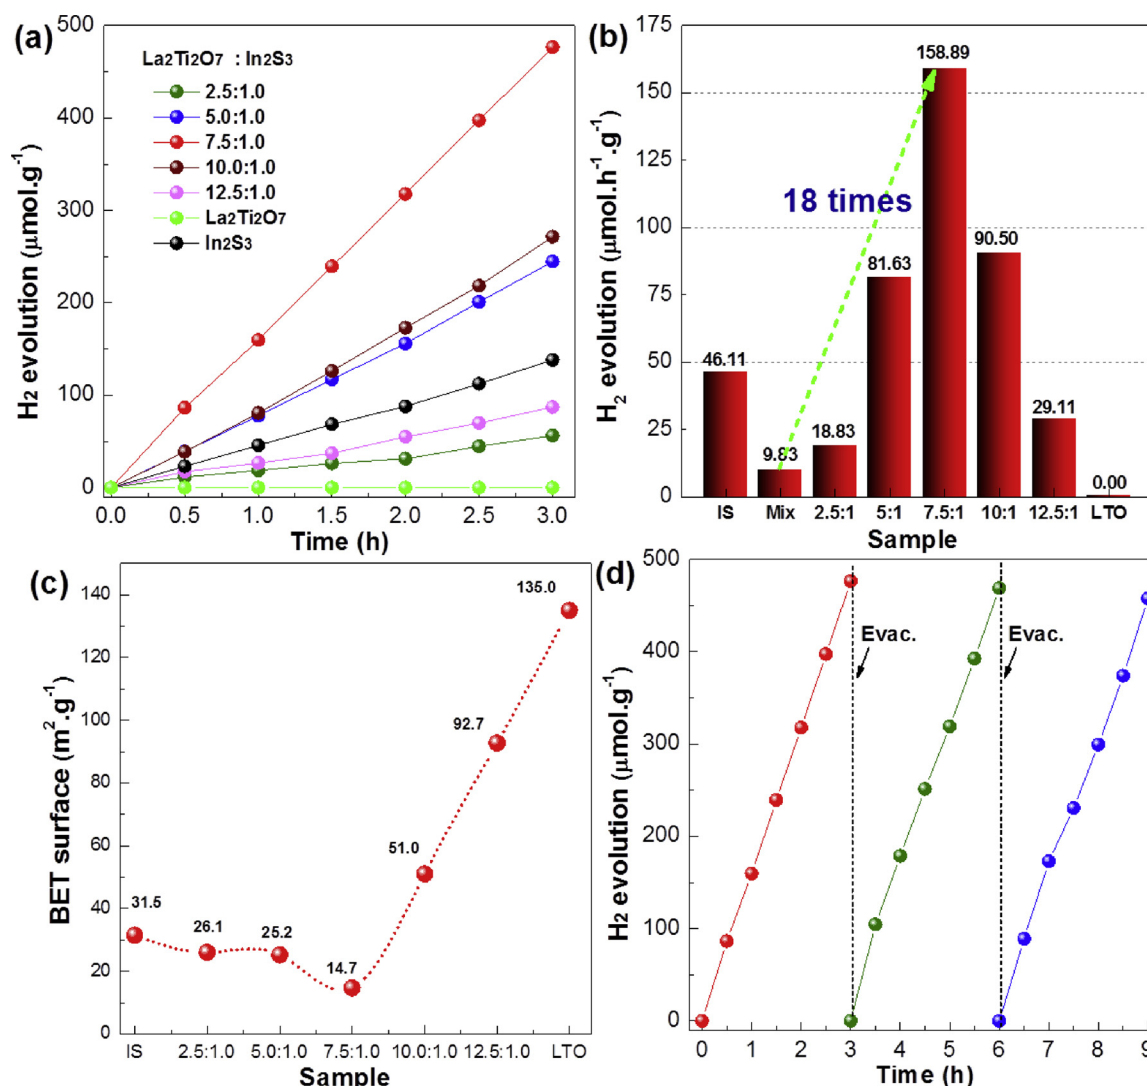 (a)
La2Ti2O7 : In2S3
2.5:1.0
5.0:1.0
7.5:1.0
10.0:1.0
12.5:1.0
La2Ti2O7
In2S3
500
400
300
200
100
0
H2 evolution (μmol.g-1)
0.0 0.5 1.0 1.5 2.0 2.5 3.0
Time (h)
(b)
175
150
125
100
75
50
25
0
H2 evolution (μmol.h-1.g-1)
18 times
46.11
9.83
18.83
81.63
158.89
90.50
29.11
0.00
IS Mix 2.5:1 5:1 7.5:1 10:1 12.5:1 LTO
Sample
(c)
140
120
100
80
60
40
20
0
BET surface (m2.g-1)
31.5
26.1
25.2
14.7
51.0
92.7
135.0
IS 2.5:1.0 5.0:1.0 7.5:1.0 10.0:1.0 12.5:1.0 LTO
Sample
(d)
500
400
300
200
100
0
H2 evolution (μmol.g-1)
Evac.
Evac.
0 1 2 3 4 5 6 7 8 9
Time (h)